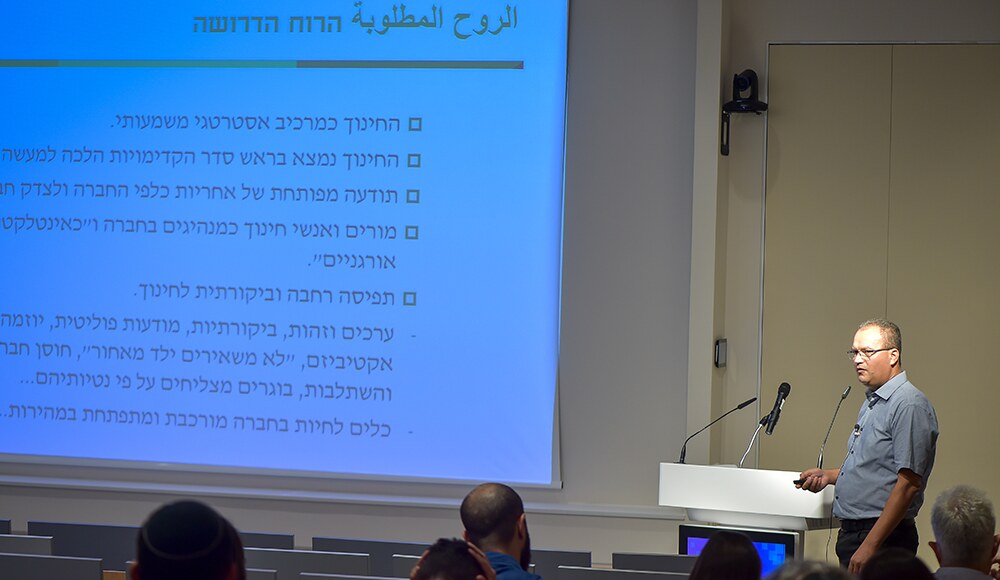 الروح المطلوبة הרוח הדרושה
החינוך כמרכיב אסטרטגי משמעותי.
החינוך נמצא בראש סדר הקדימויות הלכה למעשה
תודעה מפותחת של אחריות כלפי החברה ולצדק
מורים ואנשי חינוך כמנהיגים בחברה
אורגניים".
תפיסה רחבה וביקורתית לחינוך.
- ערכים וזהות, ביקורתיות, מודעות פוליטית, יוזמה
אקטיביזם, "לא משאירים ילד מאחור", חוסן
והשתלבות, בוגרים מצליחים על פי נטיותיהם...
- כלים לחיות בחברה מורכבת ומתפתחת במהירות..